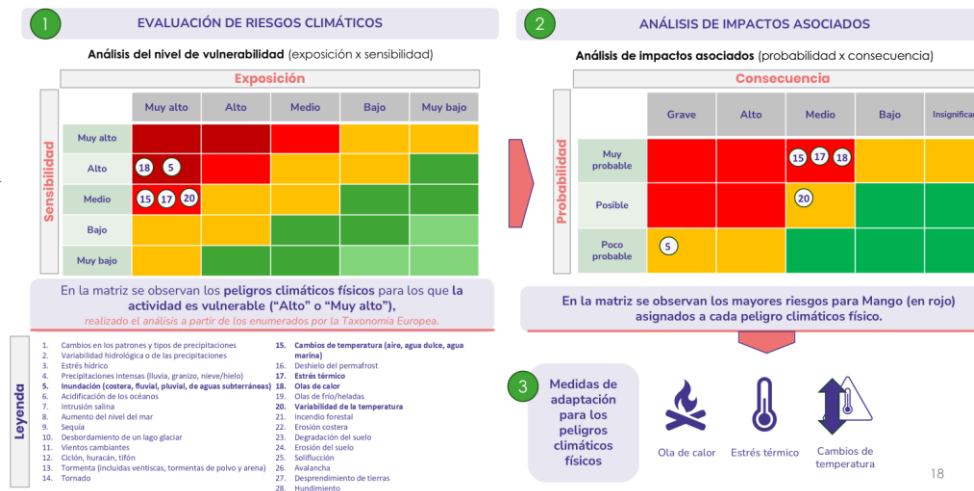 1
EVALUACIÓN DE RIESGOS CLIMÁTICOS
Análisis del nivel de vulnerabilidad (exposición x sensibilidad)
Exposición
Sensibilidad
Muy alto Alto Medio Bajo Muy bajo
Muy alto
Alto 18 5
Medio 15 17 20
Bajo
Muy bajo
En la matriz se observan los peligros climáticos físicos para los que la
actividad es vulnerable (“Alto” o “Muy alto”),
realizado el análisis a partir de los enumerados por la Taxonomía Europea.
Leyenda
1. Cambios en los patrones y tipos de precipitaciones
2. Variabilidad hidrológica o de las precipitaciones
3. Estrés hídrico
4. Precipitaciones intensas (lluvia, granizo, nieve/hielo)
5. Inundación (costera, fluvial, pluvial, de aguas subterráneas)
6. Acidificación de los océanos
7. Intrusión salina
8. Aumento del nivel del mar
9. Sequía
10. Desbordamiento de un lago glaciar
11. Vientos cambiantes
12. Ciclón, huracán, tifón
13. Tormenta (incluidas ventiscas, tormentas de polvo y arena)
14. Tornado
15. Cambios de temperatura (aire, agua dulce, agua
marina)
16. Deshielo del permafrost
17. Estrés térmico
18. Olas de calor
19. Olas de frío/heladas
20. Variabilidad de la temperatura
21. Incendio forestal
22. Erosión costera
23. Degradación del suelo
24. Erosión del suelo
25. Soliflucción
26. Avalancha
27. Desprendimiento de tierras
28. Hundimiento
2
ANÁLISIS DE IMPACTOS ASOCIADOS
Análisis de impactos asociados (probabilidad x consecuencia)
Consecuencia
Probabilidad
Grave Alto Medio Bajo
Muy
probable 15 17 18
Posible 20
Poco
probable 5
En la matriz se observan los mayores riesgos para Mango (en rojo)
asignados a cada peligro climáticos físico.
3
Medidas de
adaptación
para los
peligros
climáticos
físicos
Ola de calor
Estrés térmico
Cambios de
temperatura
18